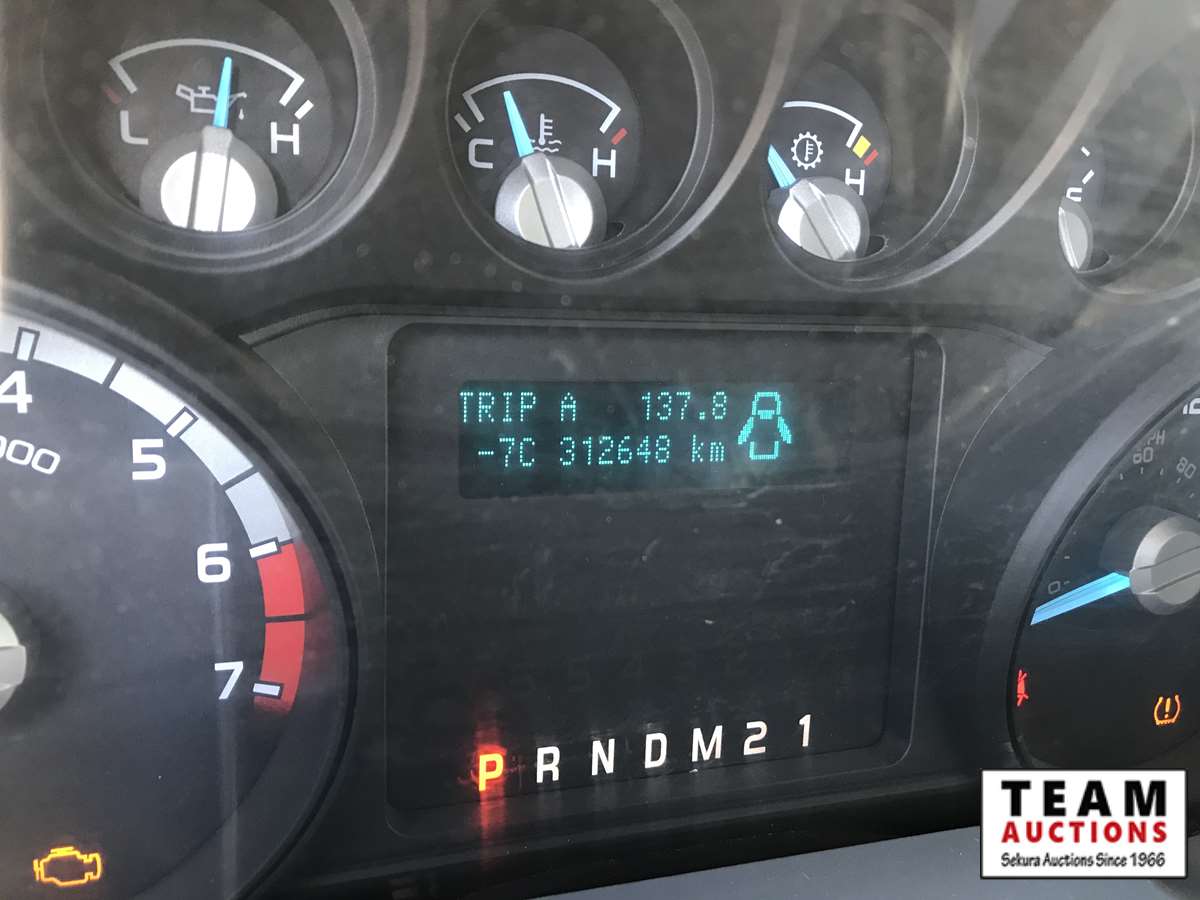 L H
C H
H
4
000
5
6
7
TRIP A 137.8
-7C 312648 km
P R N D M 2 1
MPH
60
80
0
TEAM
AUCTIONS
Sekura Auctions Since 1966